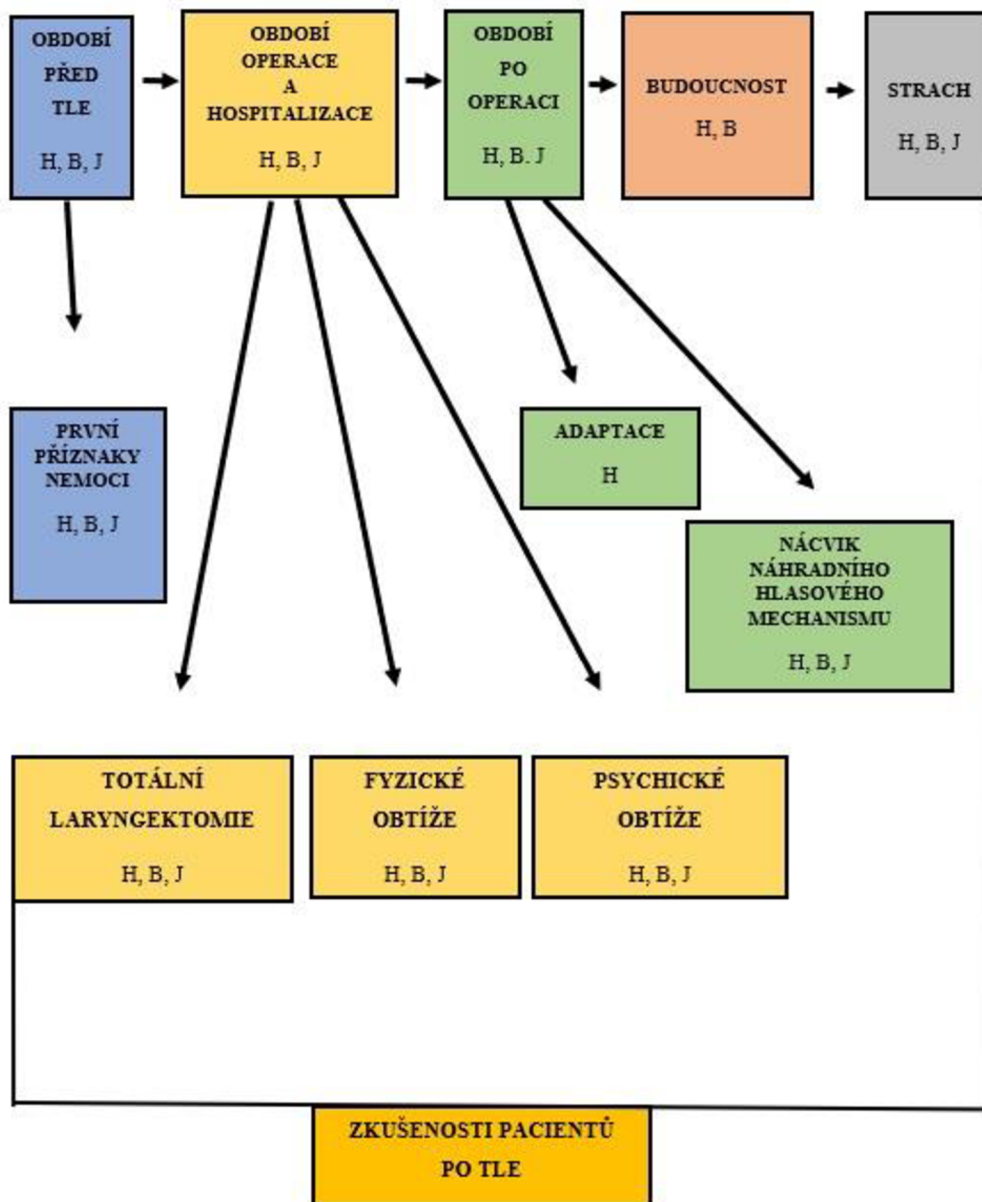 OBDOBÍ
PŘED
TLE
H, B, J
OBDOBÍ
OPERACE
A
HOSPITALIZACE
H, B, J
OBDOBÍ
PO
OPERACI
H, B. J
BUDOUCNOST
H, B
STRACH
H, B, J
PRVNÍ
PŘÍZNAKY
NEMOCI
H, B, J
ADAPTACE
H
NÁCVIK
NÁHRADNÍHO
HLASOVÉHO
MECHANISMU
H, B, J
TOTÁLNÍ
LARYNGEKTOMIE
H, B, J
FYZICKÉ
OBTÍŽE
H, B, J
PSYCHICKÉ
OBTÍŽE
H, B, J
ZKUŠENOSTI PACIENTŮ
PO TLE